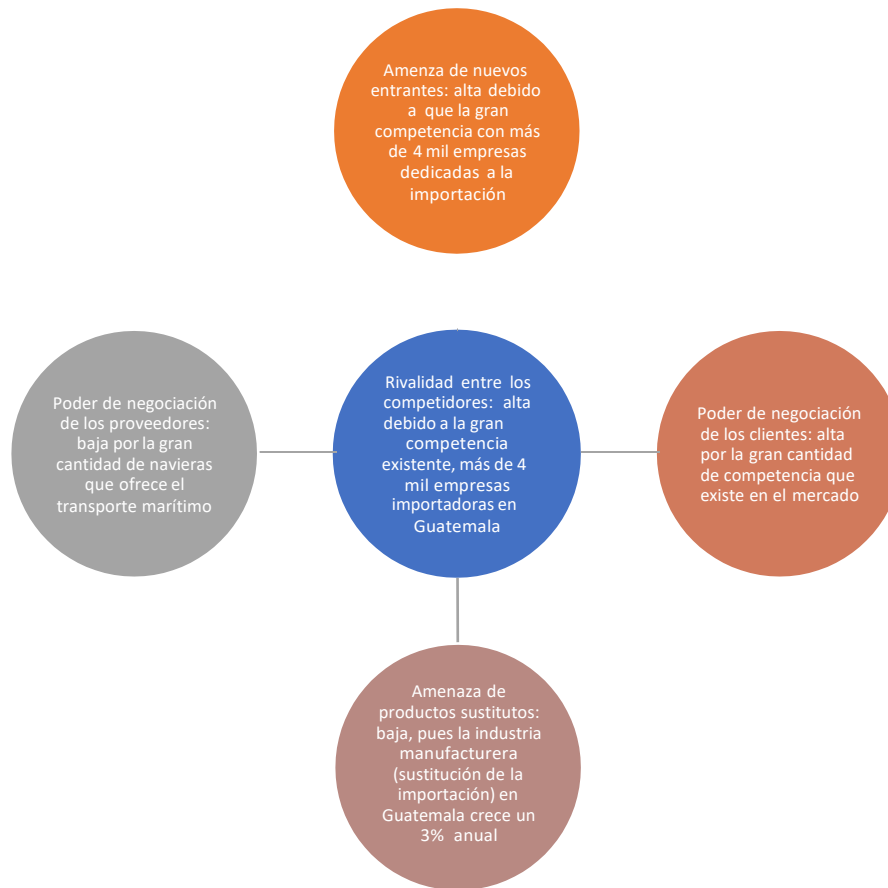 Amenza de nuevos
entrantes: alta debido
a que la gran
competencia con más
de 4 mil empresas
dedicadas a la
importación
Poder de negociación
de los proveedores:
baja por la gran
cantidad de navieras
que ofrece el
transporte marítimo
Rivalidad entre los
competidores: alta
debido a la gran
competencia
existente, más de 4
mil empresas
importadoras en
Guatemala
Poder de negociación
de los clientes: alta
por la gran cantidad
de competencia que
existe en el mercado
Amenaza de
productos sustitutos:
baja, pues la industria
manufacturera
(sustitución de la
importación) en
Guatemala crece un
3% anual